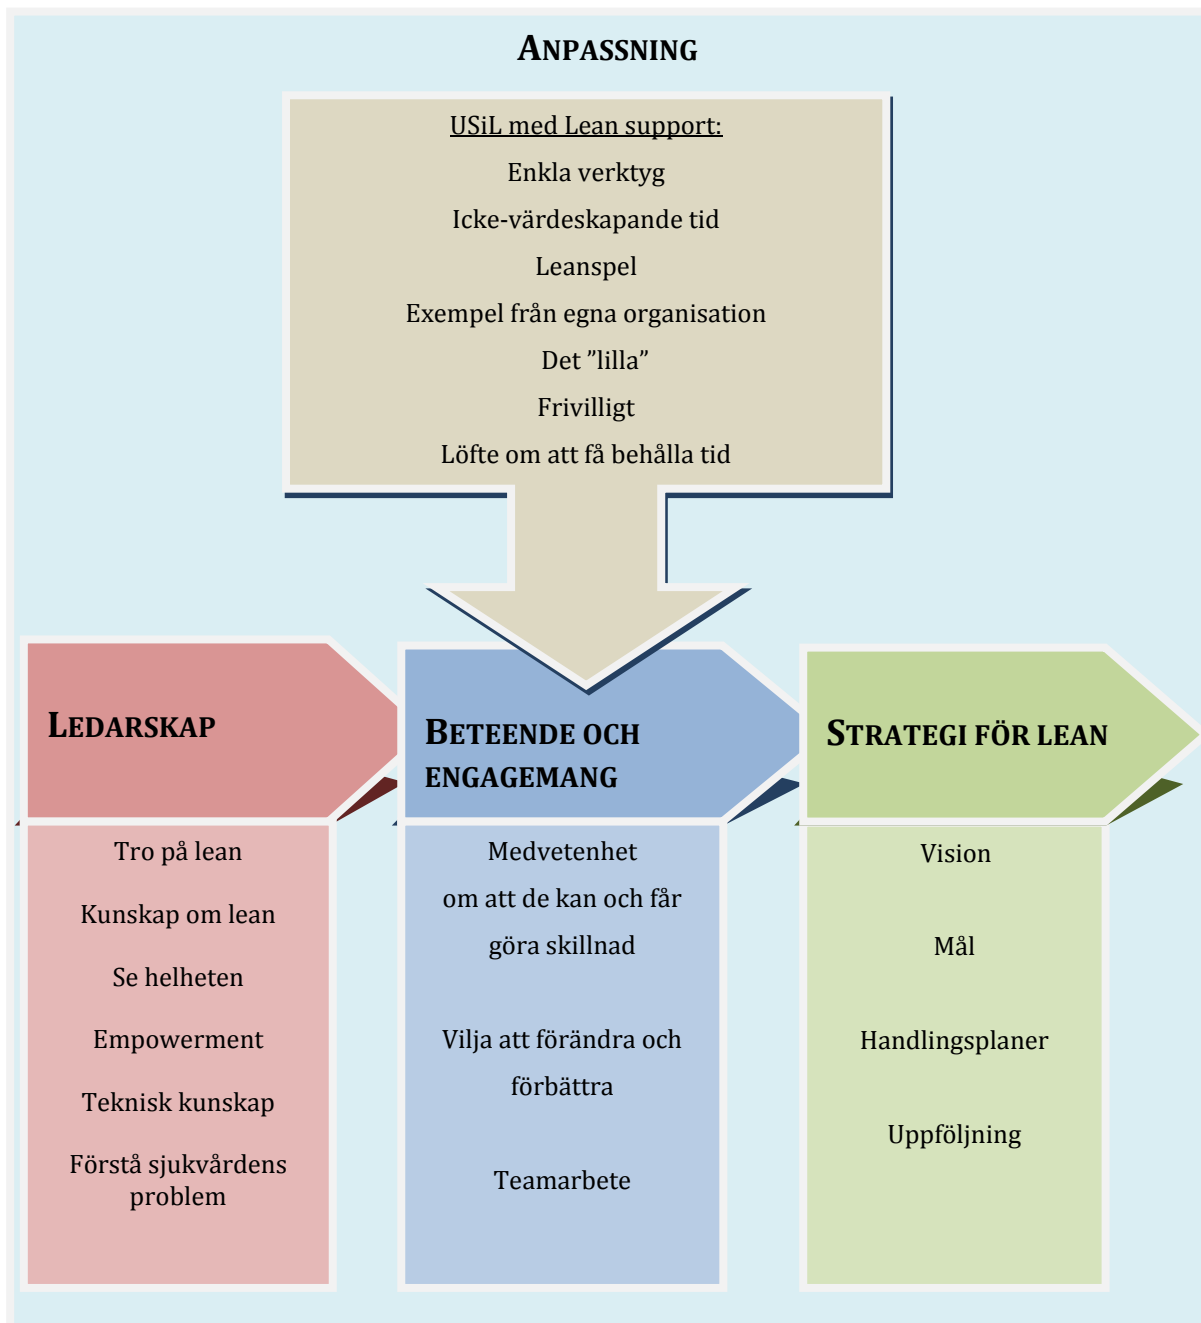 ANPASSNING
USiL med Lean support:
Enkla verktyg
Icke-värdeskapande tid
Leanspel
Exempel från egna organisation
Det ”lilla”
Frivilligt
Löfte om att få behålla tid
LEDARSKAP
Tro på lean
Kunskap om lean
Se helheten
Empowerment
Teknisk kunskap
Förstå sjukvårdens
problem
BETEENDE OCH
ENGAGEMANG
Medvetenhet
om att de kan och får
göra skillnad
Vilja att förändra och
förbättra
Teamarbete
STRATEGI FÖR LEAN
Vision
Mål
Handlingsplaner
Uppföljning